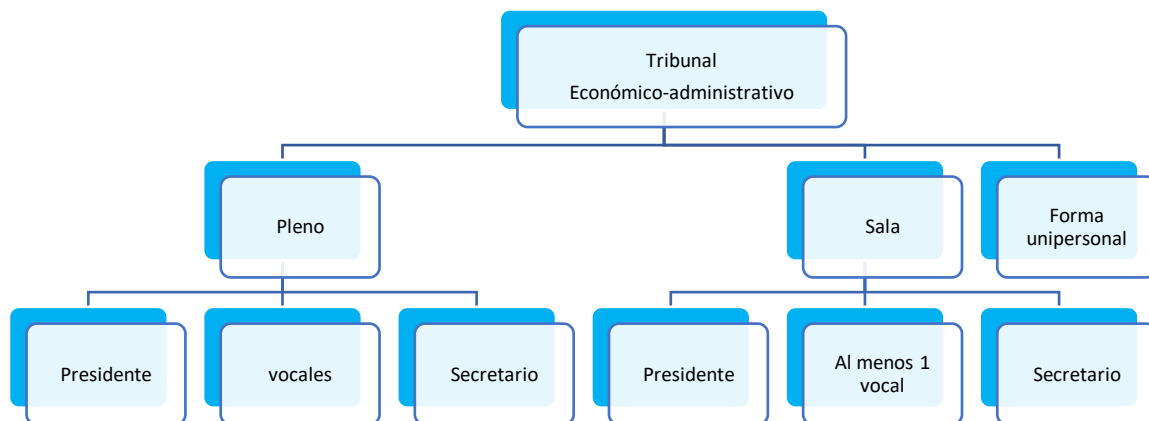 Tribunal
Económico-administrativo
Pleno
Sala
Forma
unipersonal
Presidente
vocales
Secretario
Presidente
Al menos 1
vocal
Secretario